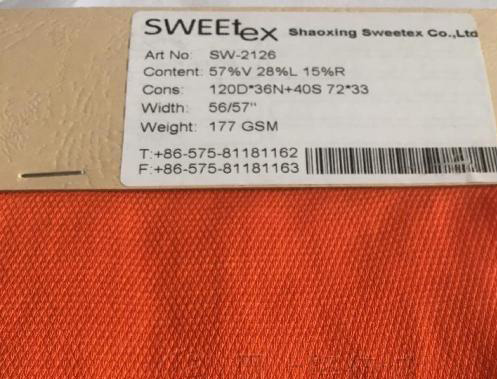 SWEEtex Shaoxing Sweetex Co.,Ltd
Art No: SW-2126
Content: 57%V 28%L 15%R
Cons: 120D*36N+40S 72*33
Width: 56/57"
Weight: 177 GSM
T:+86-575-81181162
F:+86-575-81181163